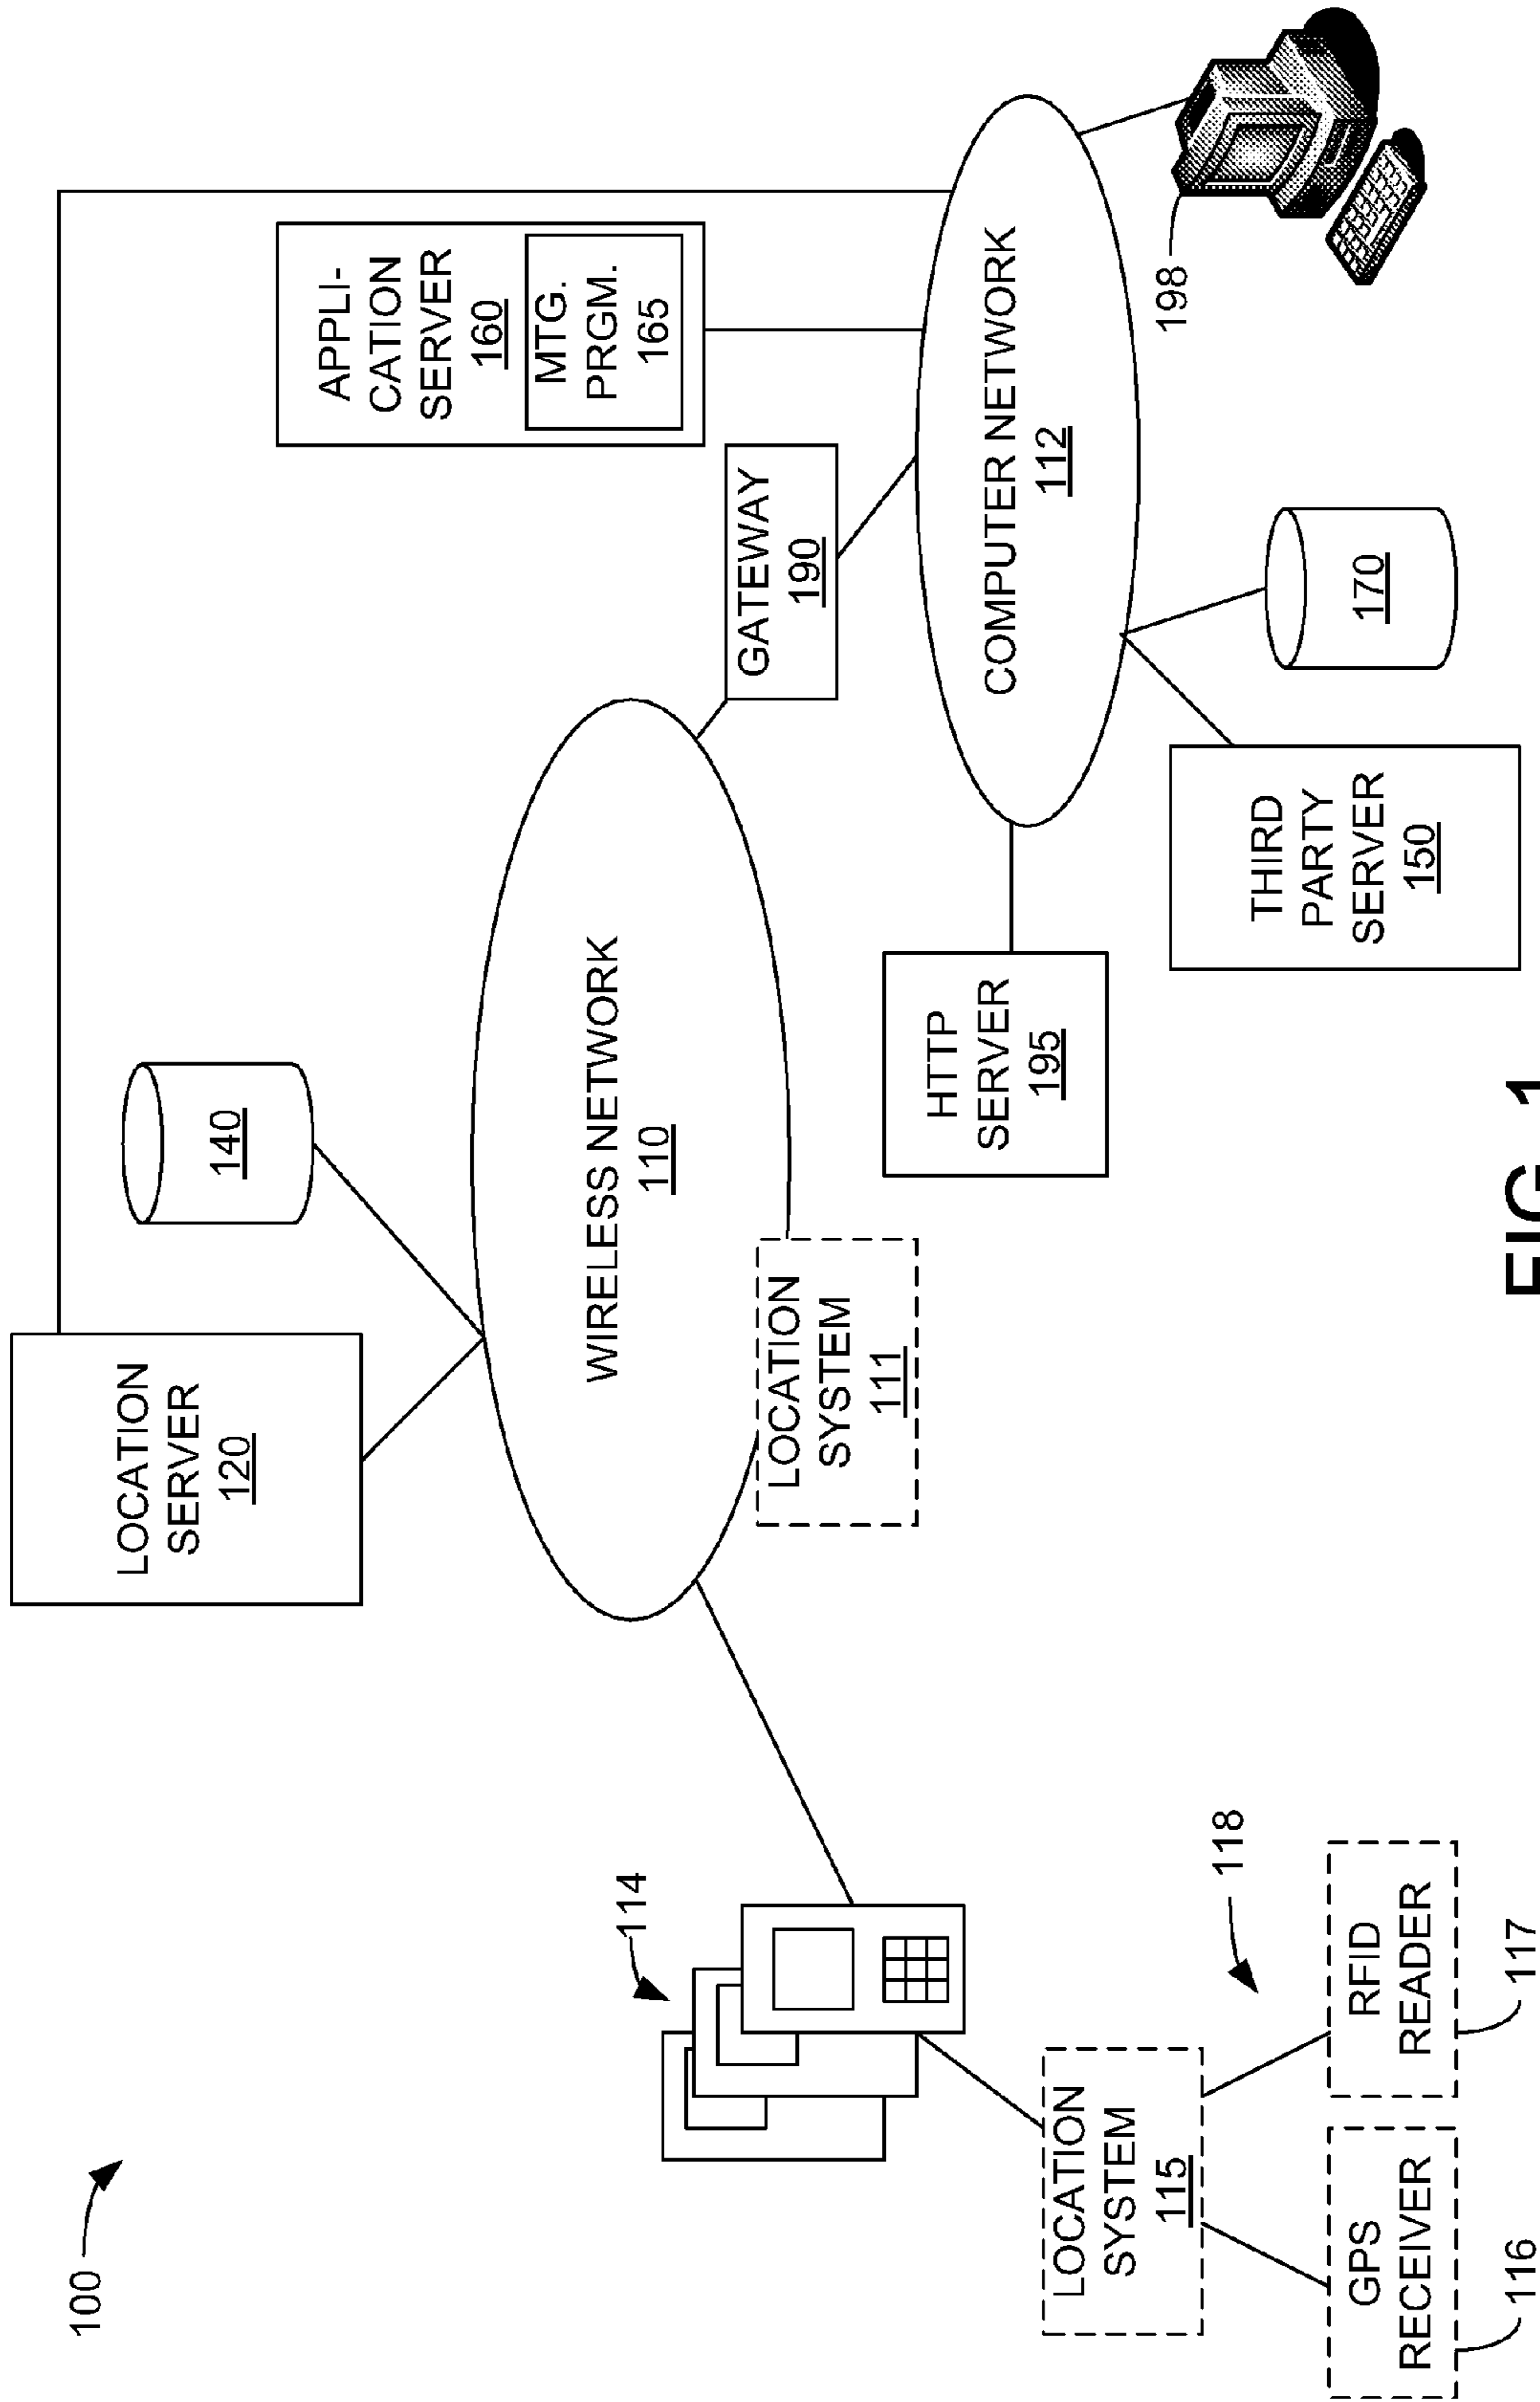 100
LOCATION
SERVER
120
140
APPLI-
CATION
SERVER
160
MTG.
PRGM.
165
WIRELESS NETWORK
110
GATEWAY
190
114
LOCATION
SYSTEM
111
HTTP
SERVER
195
COMPUTER NETWORK
112
198
LOCATION
SYSTEM
115
118
THIRD
PARTY
SERVER
150
170
GPS
RECEIVER
116
RFID
READER
117
FIG. 1